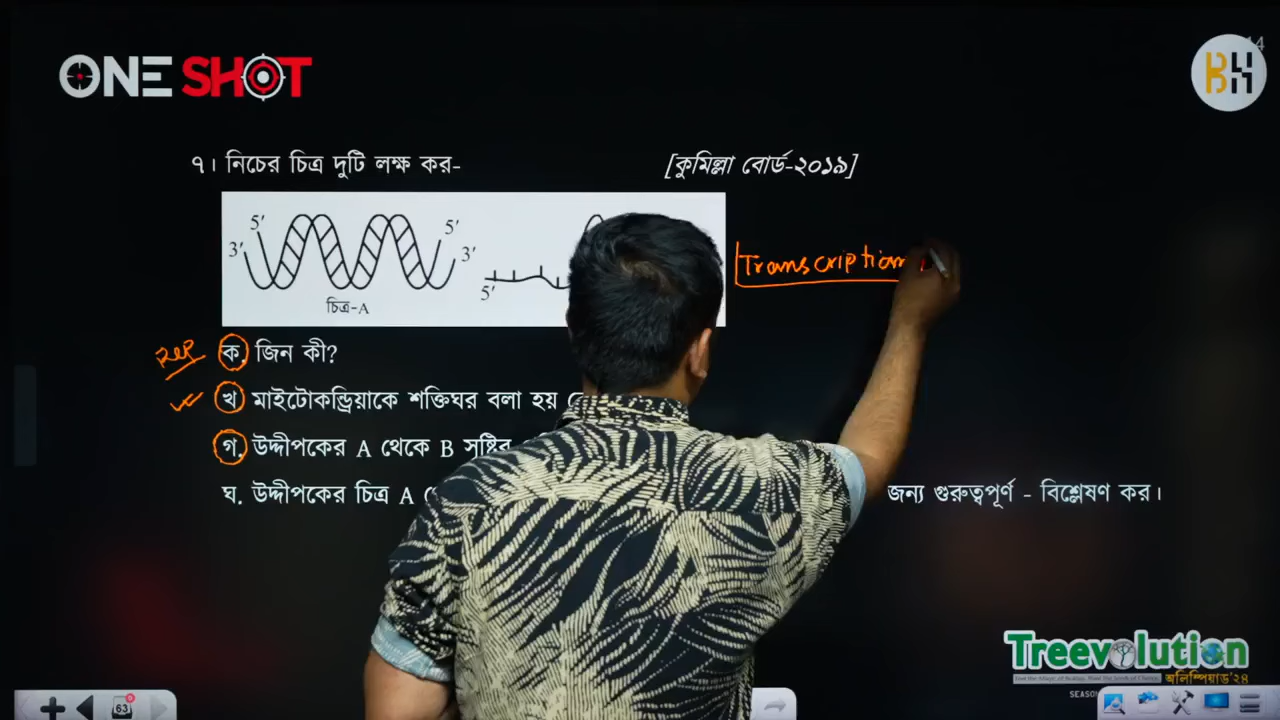 ONE SHOT
BH
৭। নিচের চিত্র দুটি লক্ষ কর- [কুমিল্লা বোর্ড-২০১৯]
5' 5'
3' 3'
5'
চিত্র-A
Transcription
ক. জিন কী?
খ মাইটোকন্ড্রিয়াকে শক্তিঘর বলা হয়
গ. উদ্দীপকের A থেকে B সৃষ্টির
ঘ. উদ্দীপকের চিত্র A জন্য গুরুত্বপূর্ণ - বিশ্লেষণ কর।
Treevolution
অলিম্পিয়াড'২৪
63